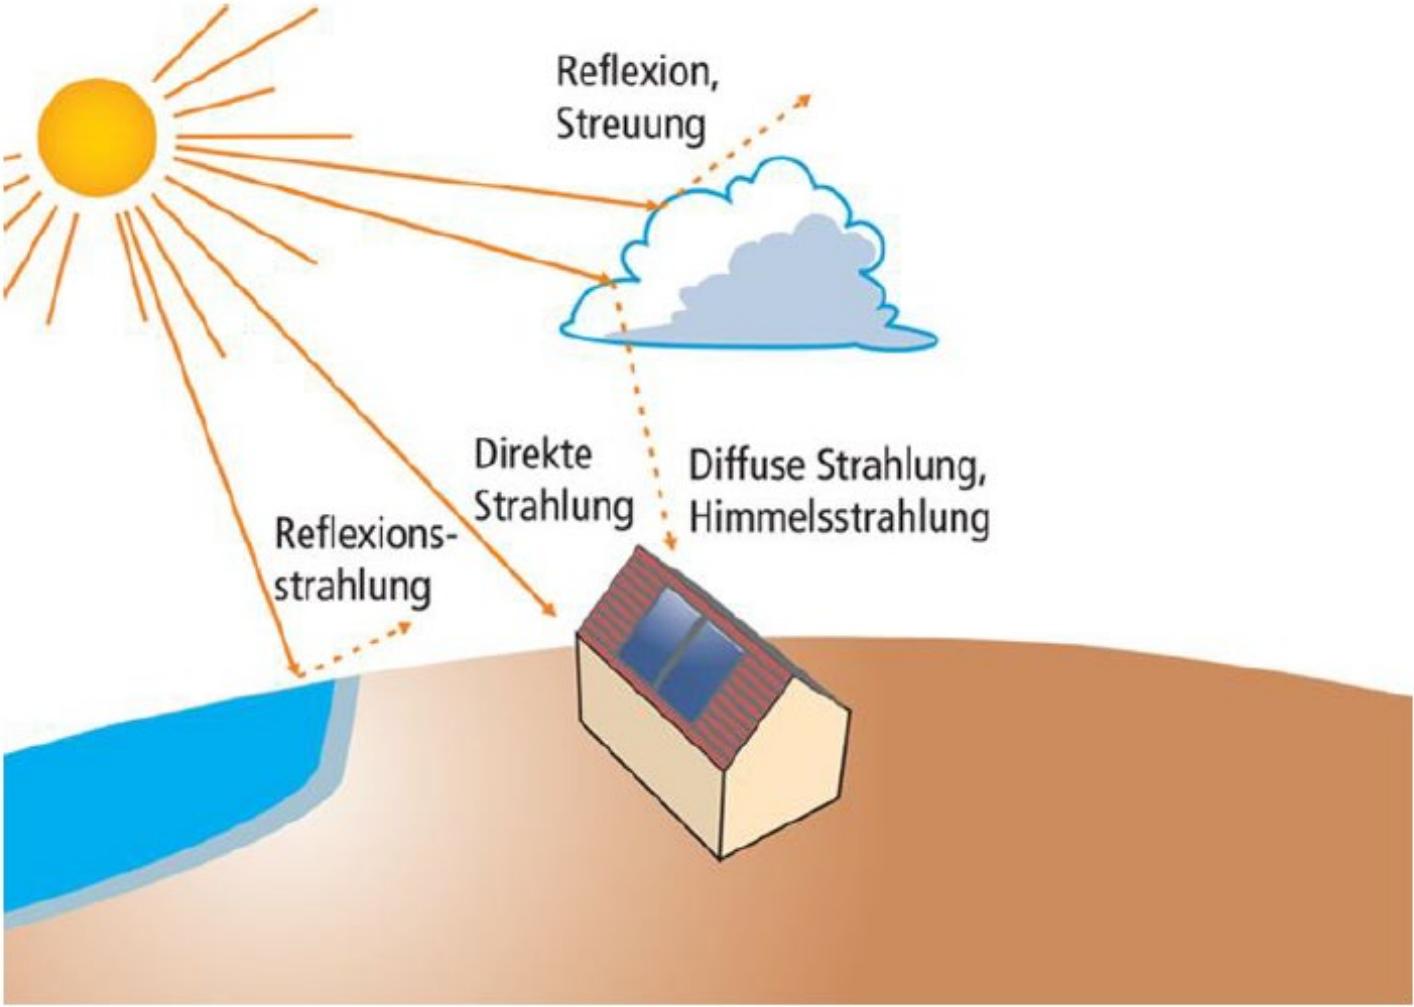 Reflexion,
Streuung
Direkte
Strahlung
Diffuse Strahlung,
Himmelsstrahlung
Reflexions-
strahlung